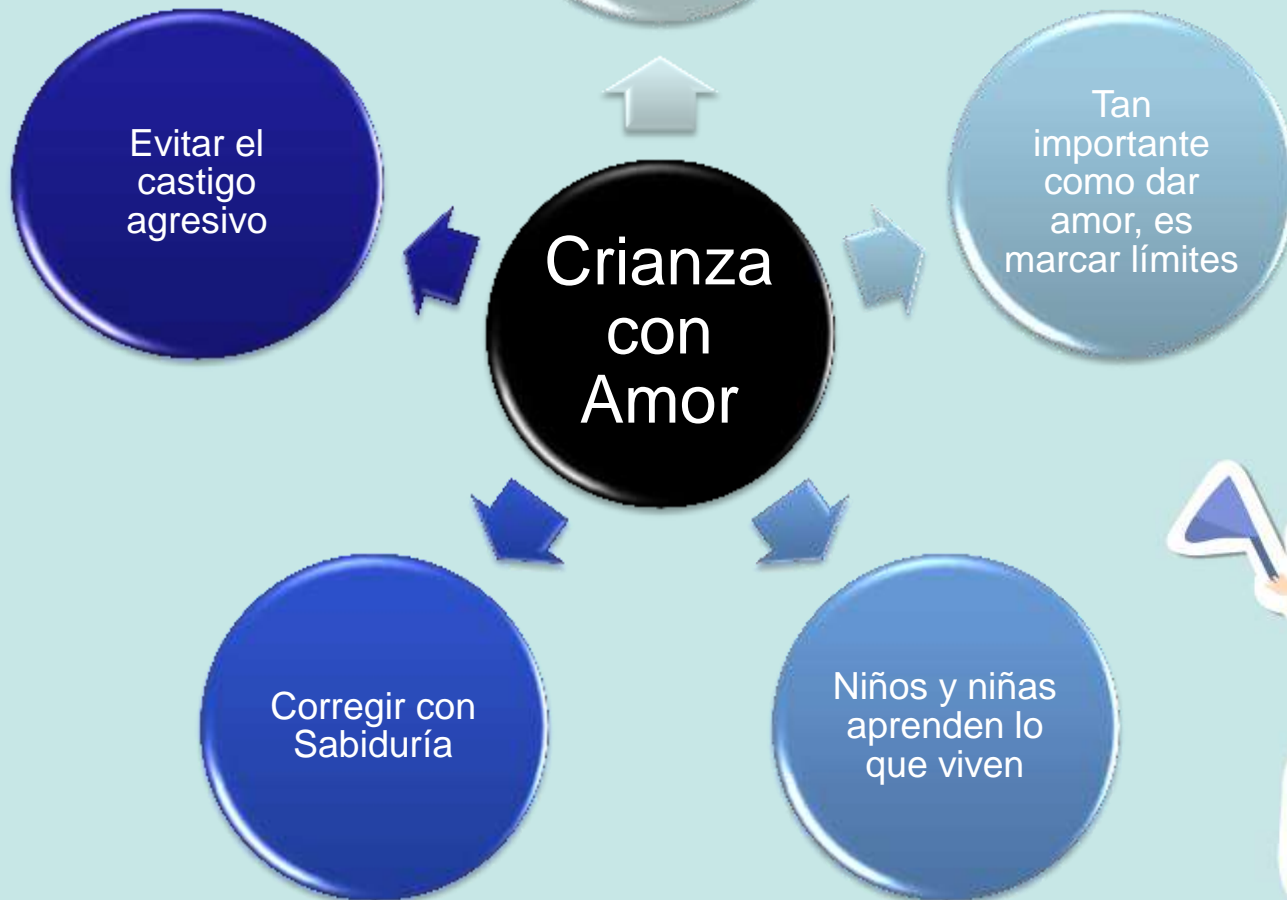 Evitar el
castigo
agresivo
Tan
importante
como dar
amor, es
marcar límites
Crianza
con
Amor
Corregir con
Sabiduría
Niños y niñas
aprenden lo
que viven